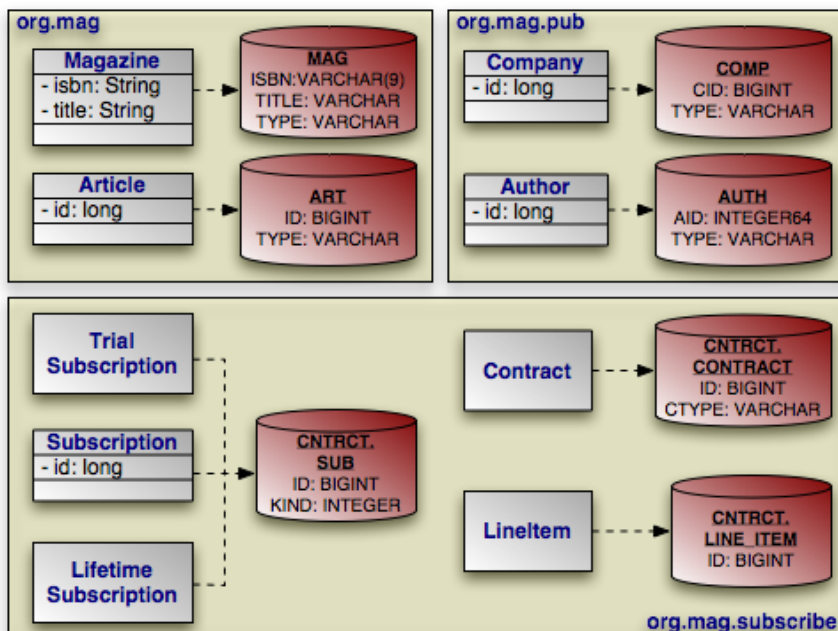 org.mag
Magazine
- isbn: String
- title: String
MAG
ISBN:VARCHAR(9)
TITLE: VARCHAR
TYPE: VARCHAR
Article
- id: long
ART
ID: BIGINT
TYPE: VARCHAR
org.mag.pub
Company
- id: long
COMP
CID: BIGINT
TYPE: VARCHAR
Author
- id: long
AUTH
AID: INTEGER64
TYPE: VARCHAR
Trial
Subscription
Subscription
- id: long
Lifetime
Subscription
CNTRCT.
SUB
ID: BIGINT
KIND: INTEGER
Contract
CNTRCT.
CONTRACT
ID: BIGINT
CTYPE: VARCHAR
LineItem
CNTRCT.
LINE_ITEM
ID: BIGINT
org.mag.subscribe